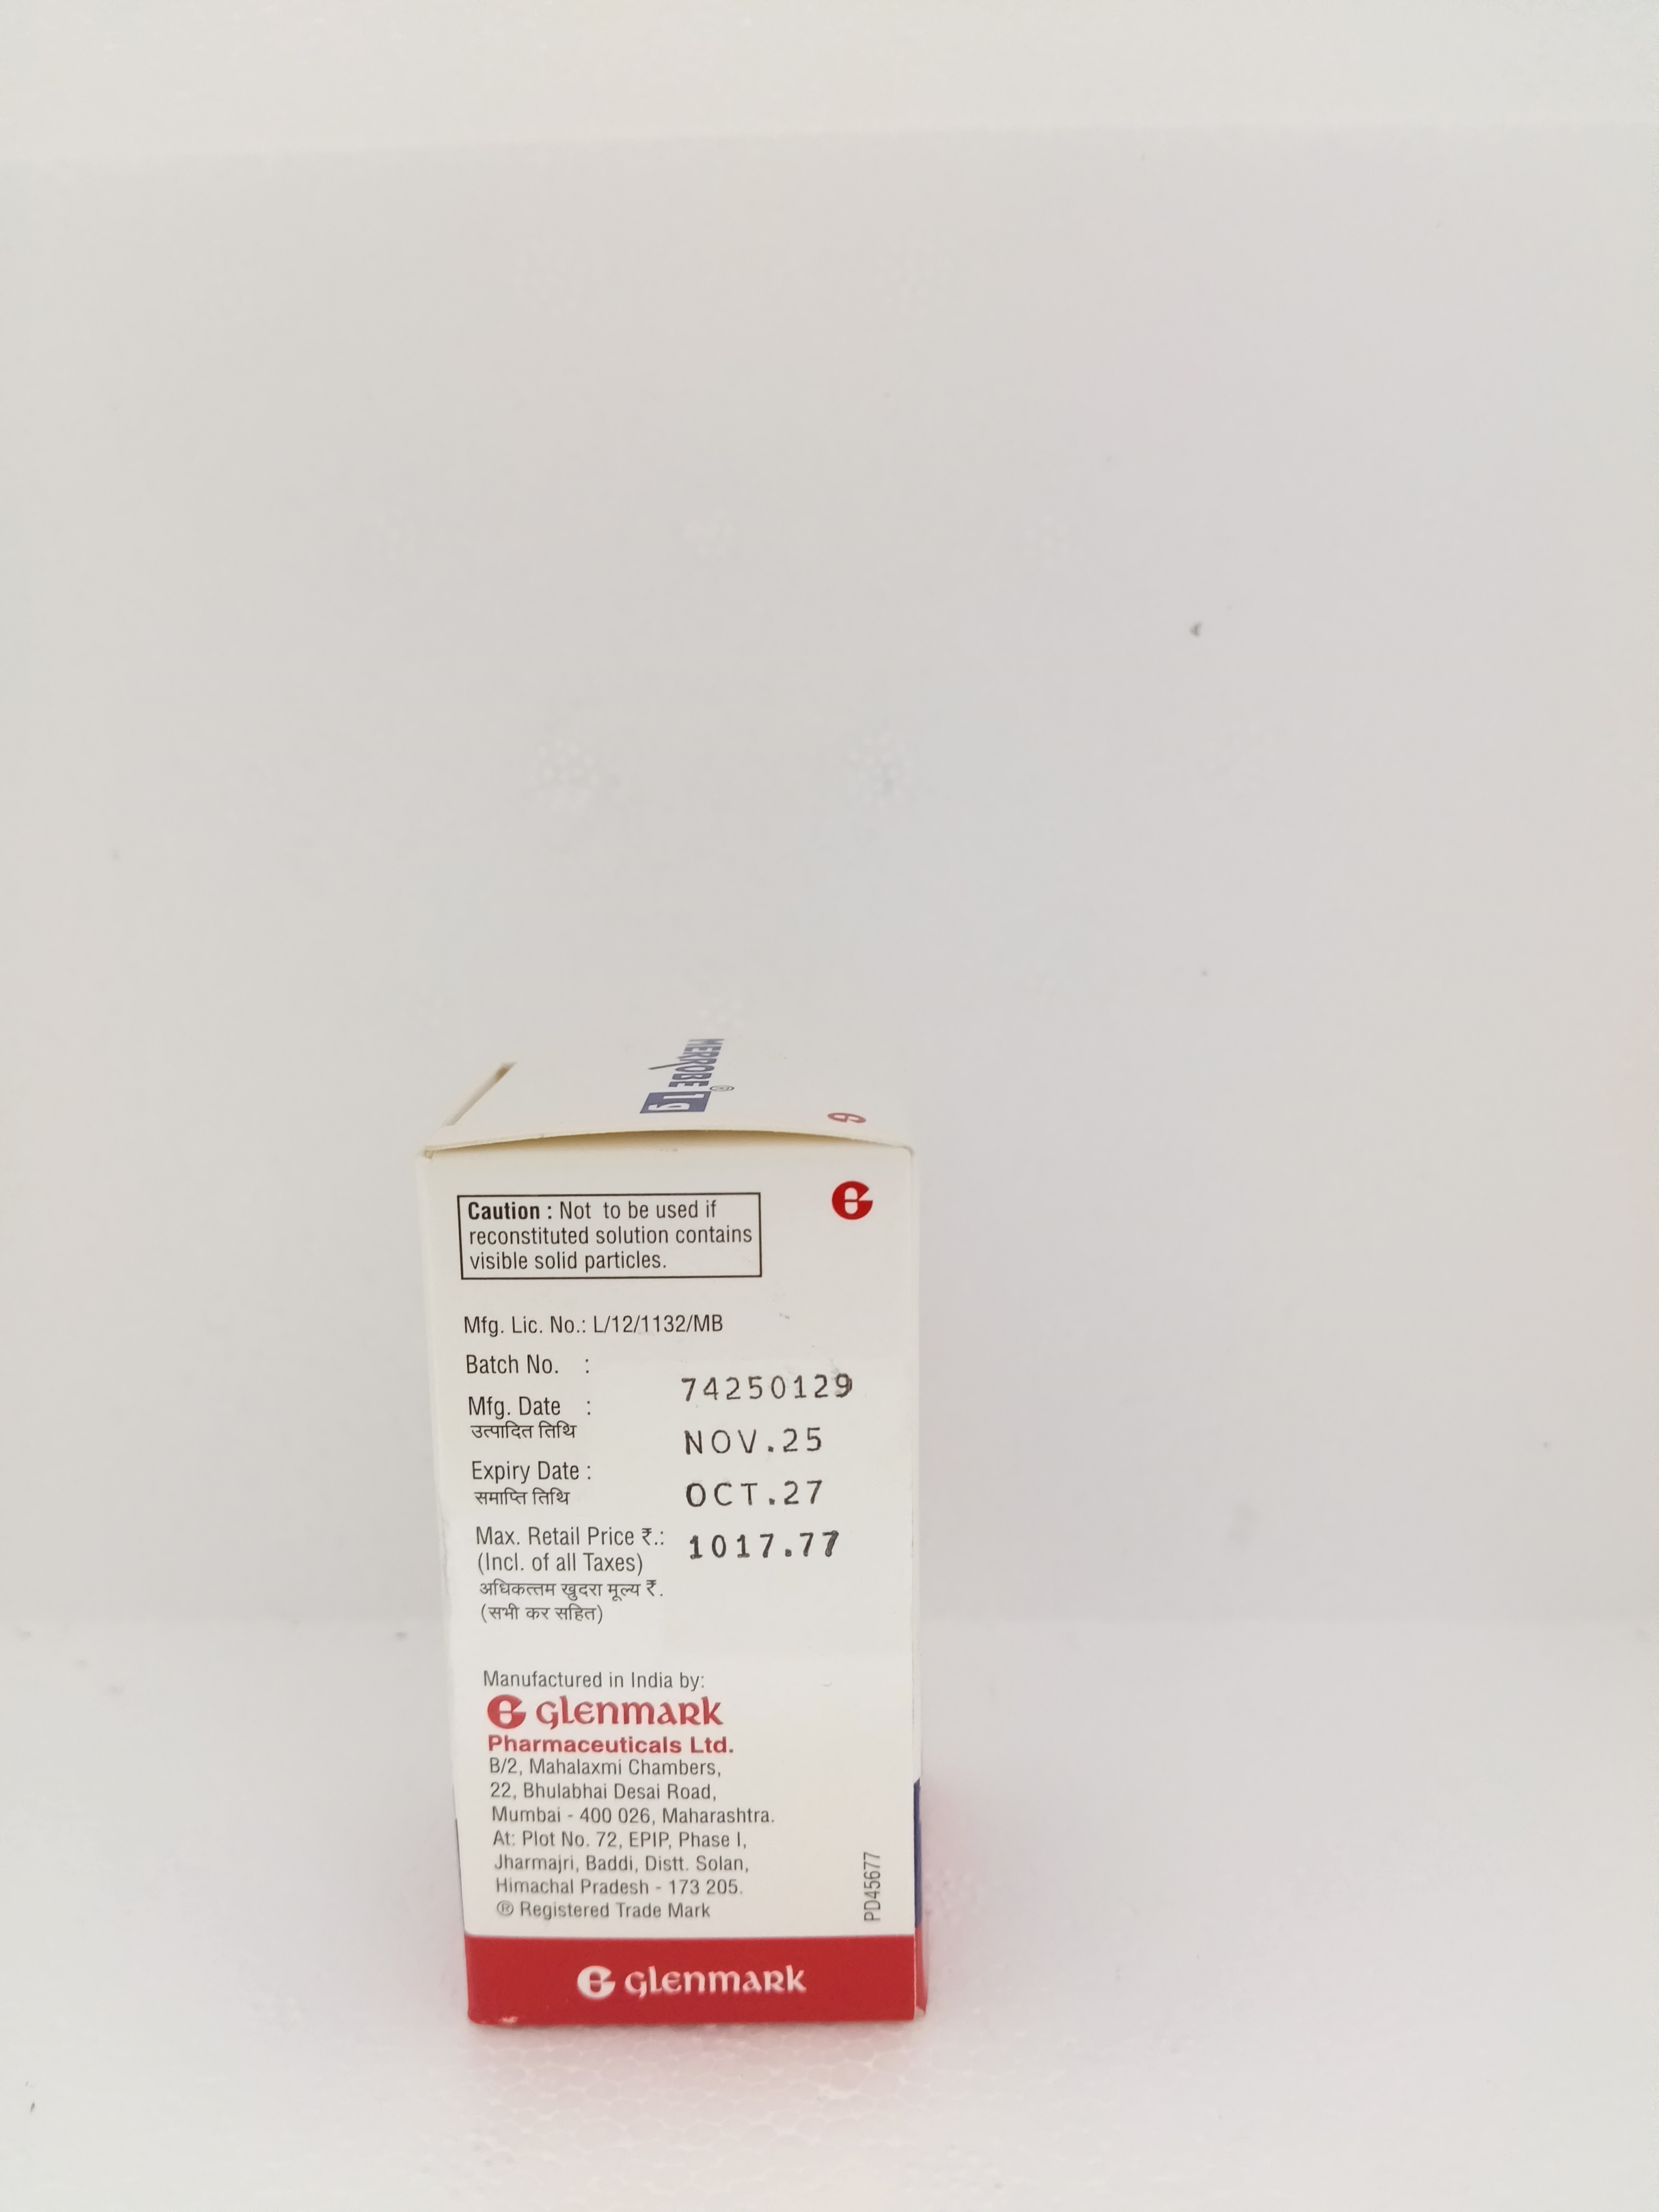 MERROBE® 1g
Caution : Not to be used if
reconstituted solution contains
visible solid particles.
Mfg. Lic. No.: L/12/1132/MB
Batch No. : 74250129
Mfg. Date : NOV.25
उत्पादित तिथि
Expiry Date : OCT.27
समाप्ति तिथि
Max. Retail Price ₹.: 1017.77
(Incl. of all Taxes)
अधिकत्तम खुदरा मूल्य ₹.
(सभी कर सहित)
Manufactured in India by:
glenmark
Pharmaceuticals Ltd.
B/2, Mahalaxmi Chambers,
22, Bhulabhai Desai Road,
Mumbai - 400 026, Maharashtra.
At: Plot No. 72, EPIP, Phase I,
Jharmajri, Baddi, Distt. Solan,
Himachal Pradesh - 173 205.
® Registered Trade Mark
PD45677
glenmark